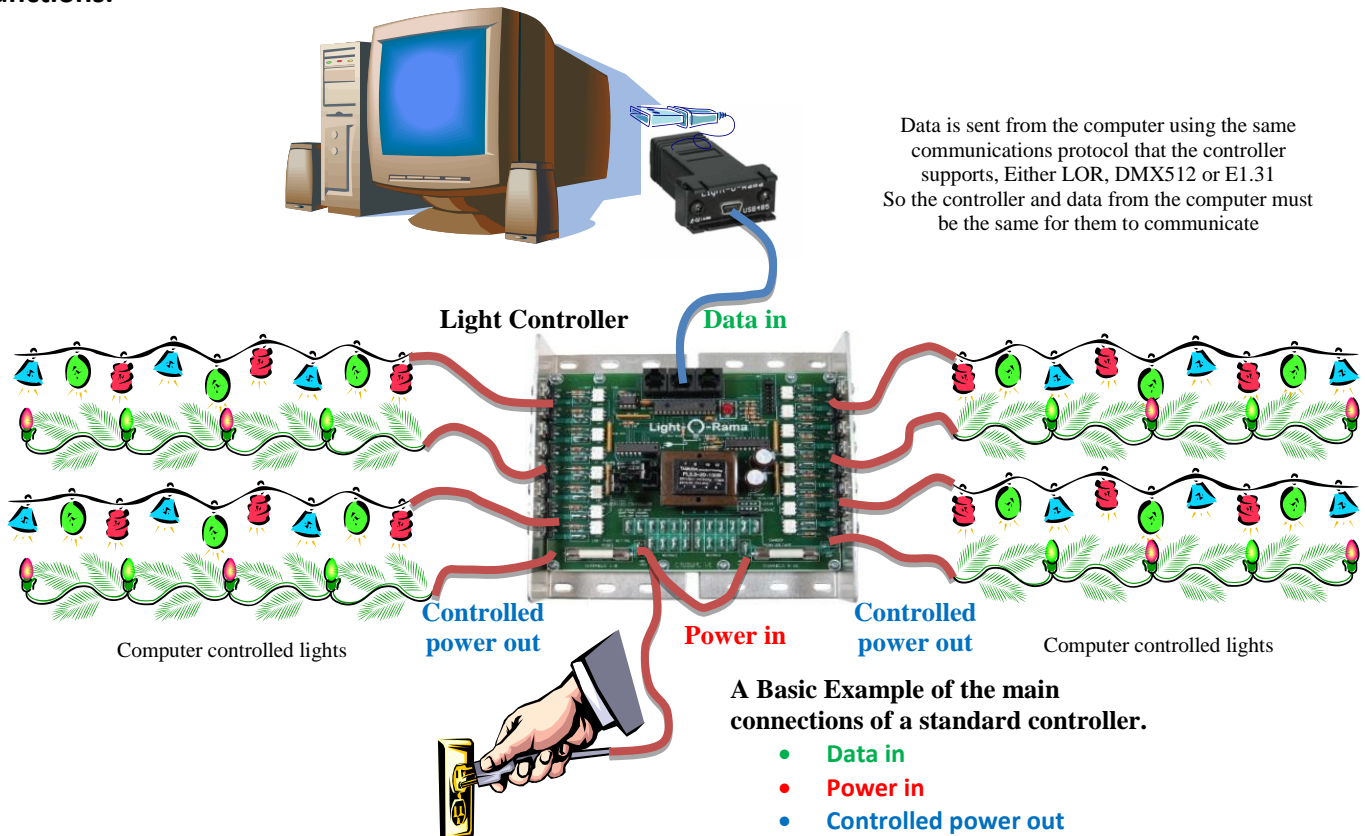 Data is sent from the computer using the same
communications protocol that the controller
supports, Either LOR, DMX512 or E1.31
So the controller and data from the computer must
be the same for them to communicate
Light-O-Rama
USB485
Light Controller
Data in
Light-O-Rama
Controlled
power out
Power in
Controlled
power out
Computer controlled lights
Computer controlled lights
A Basic Example of the main
connections of a standard controller.
• Data in
• Power in
• Controlled power out